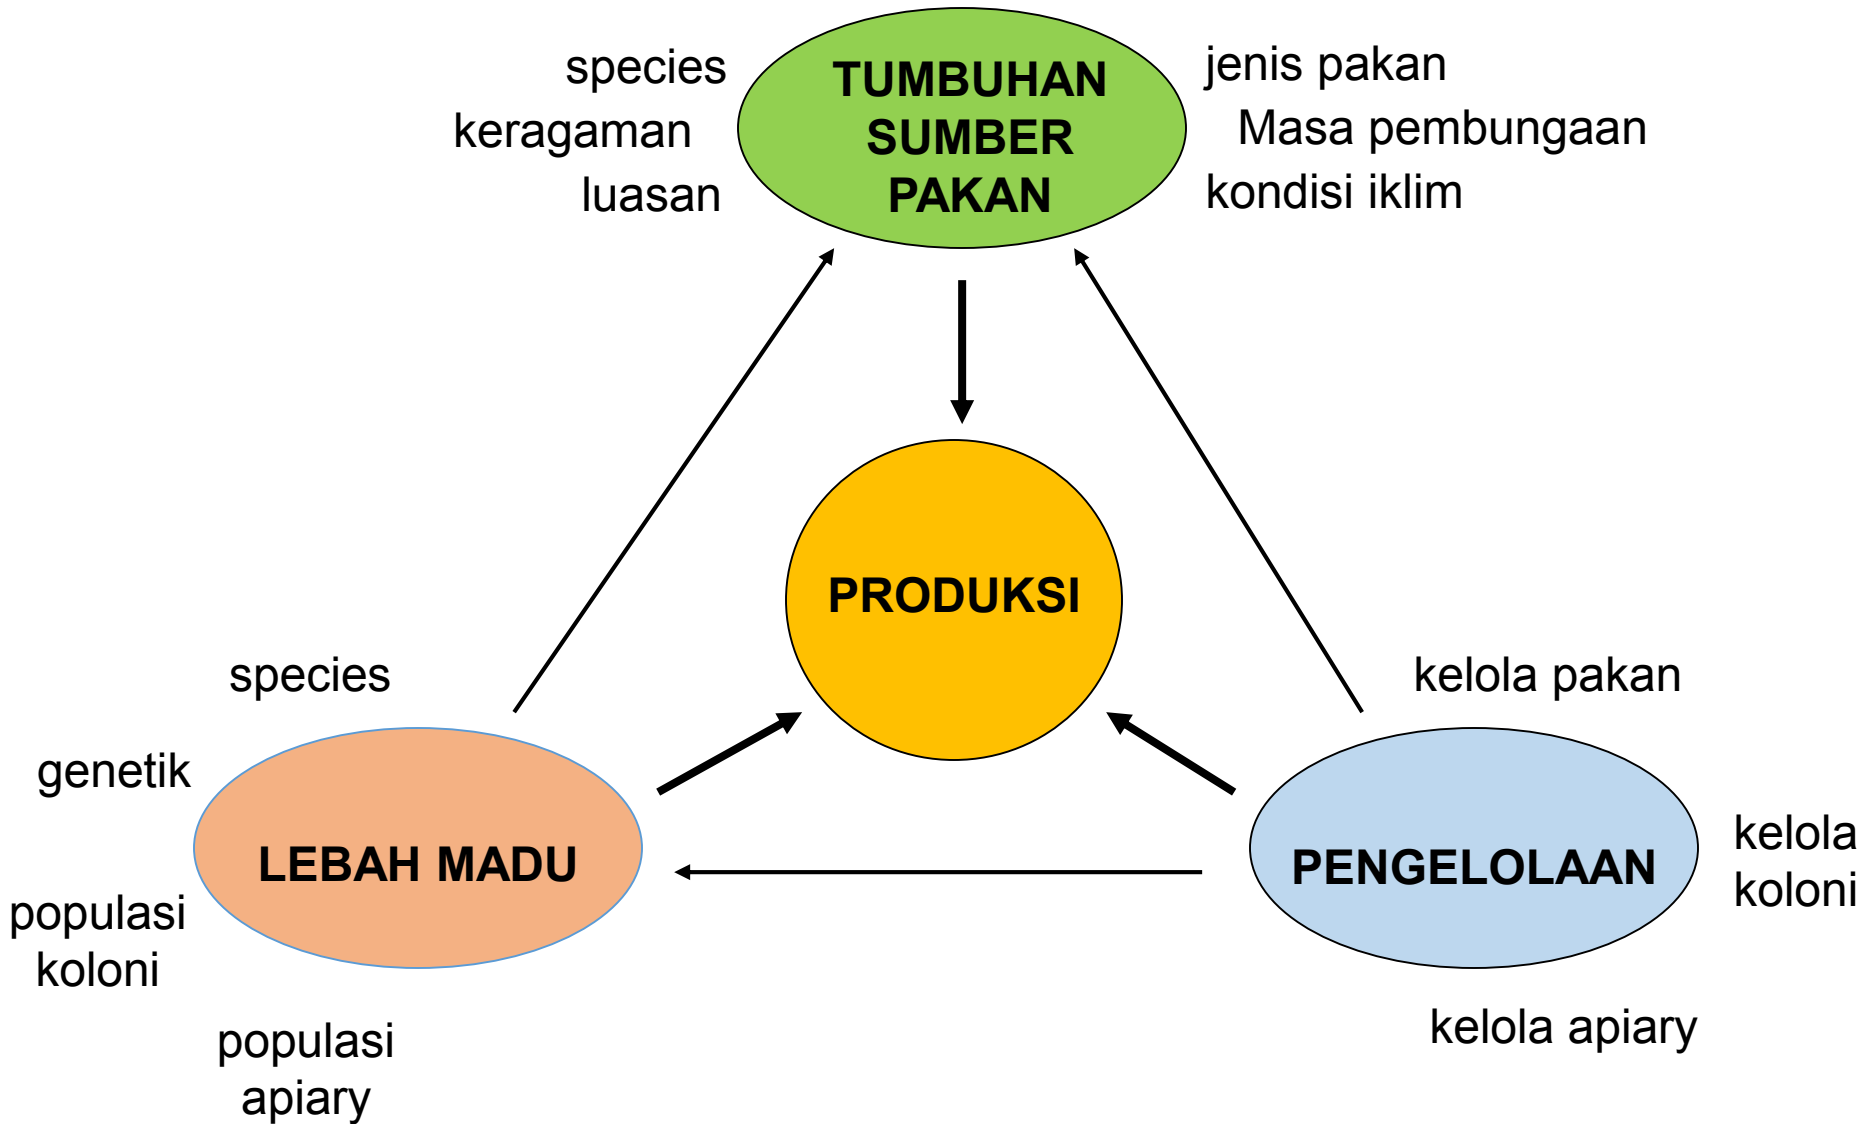 species
keragaman
luasan
TUMBUHAN
SUMBER
PAKAN
jenis pakan
Masa pembungaan
kondisi iklim
PRODUKSI
species
genetik
populasi
koloni
populasi
apiary
LEBAH MADU
kelola pakan
PENGELOLAAN
kelola
koloni
kelola apiary